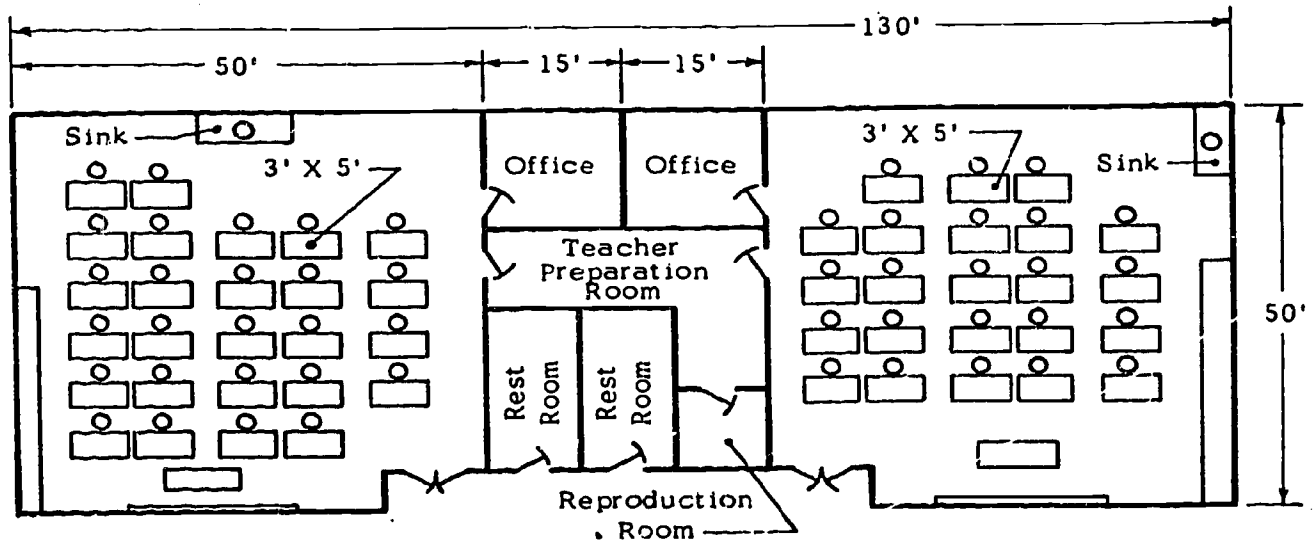 130'
50'
15'
15'
Sink
3' X 5'
Office
Office
3' X 5'
Sink
Teacher
Preparation
Room
50'
Rest
Room
Rest
Room
Reproduction
Room